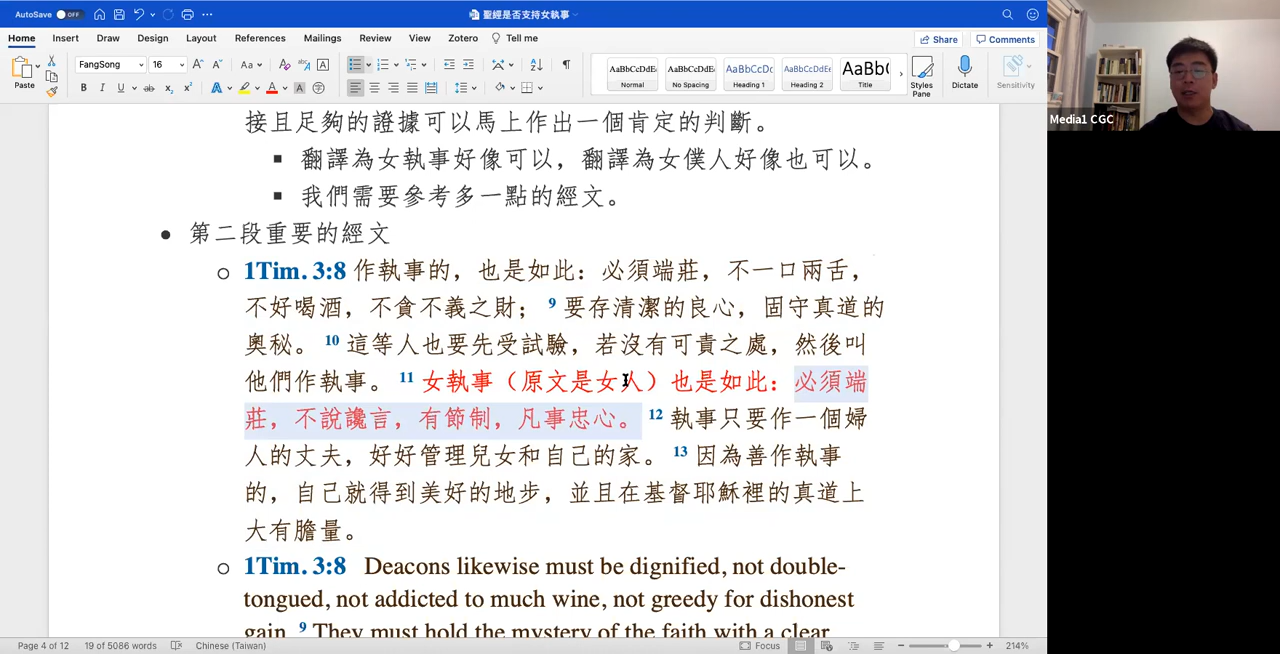 AutoSave OFF
聖經是否支持女執事
Home Insert Draw Design Layout References Mailings Review View Zotero Tell me
Share Comments
Paste
FangSong 16
AaBbCcDdEe AaBbCcDdEe AaBbCcDc AaBbCcDdEe AaBb(
Normal No Spacing Heading 1 Heading 2 Title
Styles Pane
Dictate
Sensitivity
Media1 CGC
接且足夠的證據可以馬上作出一個肯定的判斷。
翻譯為女執事好像可以，翻譯為女僕人好像也可以。
我們需要參考多一點的經文。
第二段重要的經文
1Tim. 3:8 作執事的，也是如此：必須端莊，不一口兩舌，
不好喝酒，不貪不義之財；9 要存清潔的良心，固守真道的
奧秘。10 這等人也要先受試驗，若沒有可責之處，然後叫
他們作執事。11 女執事（原文是女人）也是如此：必須端
莊，不說讒言，有節制，凡事忠心。12 執事只要作一個婦
人的丈夫，好好管理兒女和自己的家。13 因為善作執事
的，自己就得到美好的地步，並且在基督耶穌裡的真道上
大有膽量。
1Tim. 3:8 Deacons likewise must be dignified, not double-
tongued, not addicted to much wine, not greedy for dishonest
gain. 9 They must hold the mystery of the faith with a clear
Page 4 of 12 19 of 5086 words Chinese (Taiwan) Focus 214%